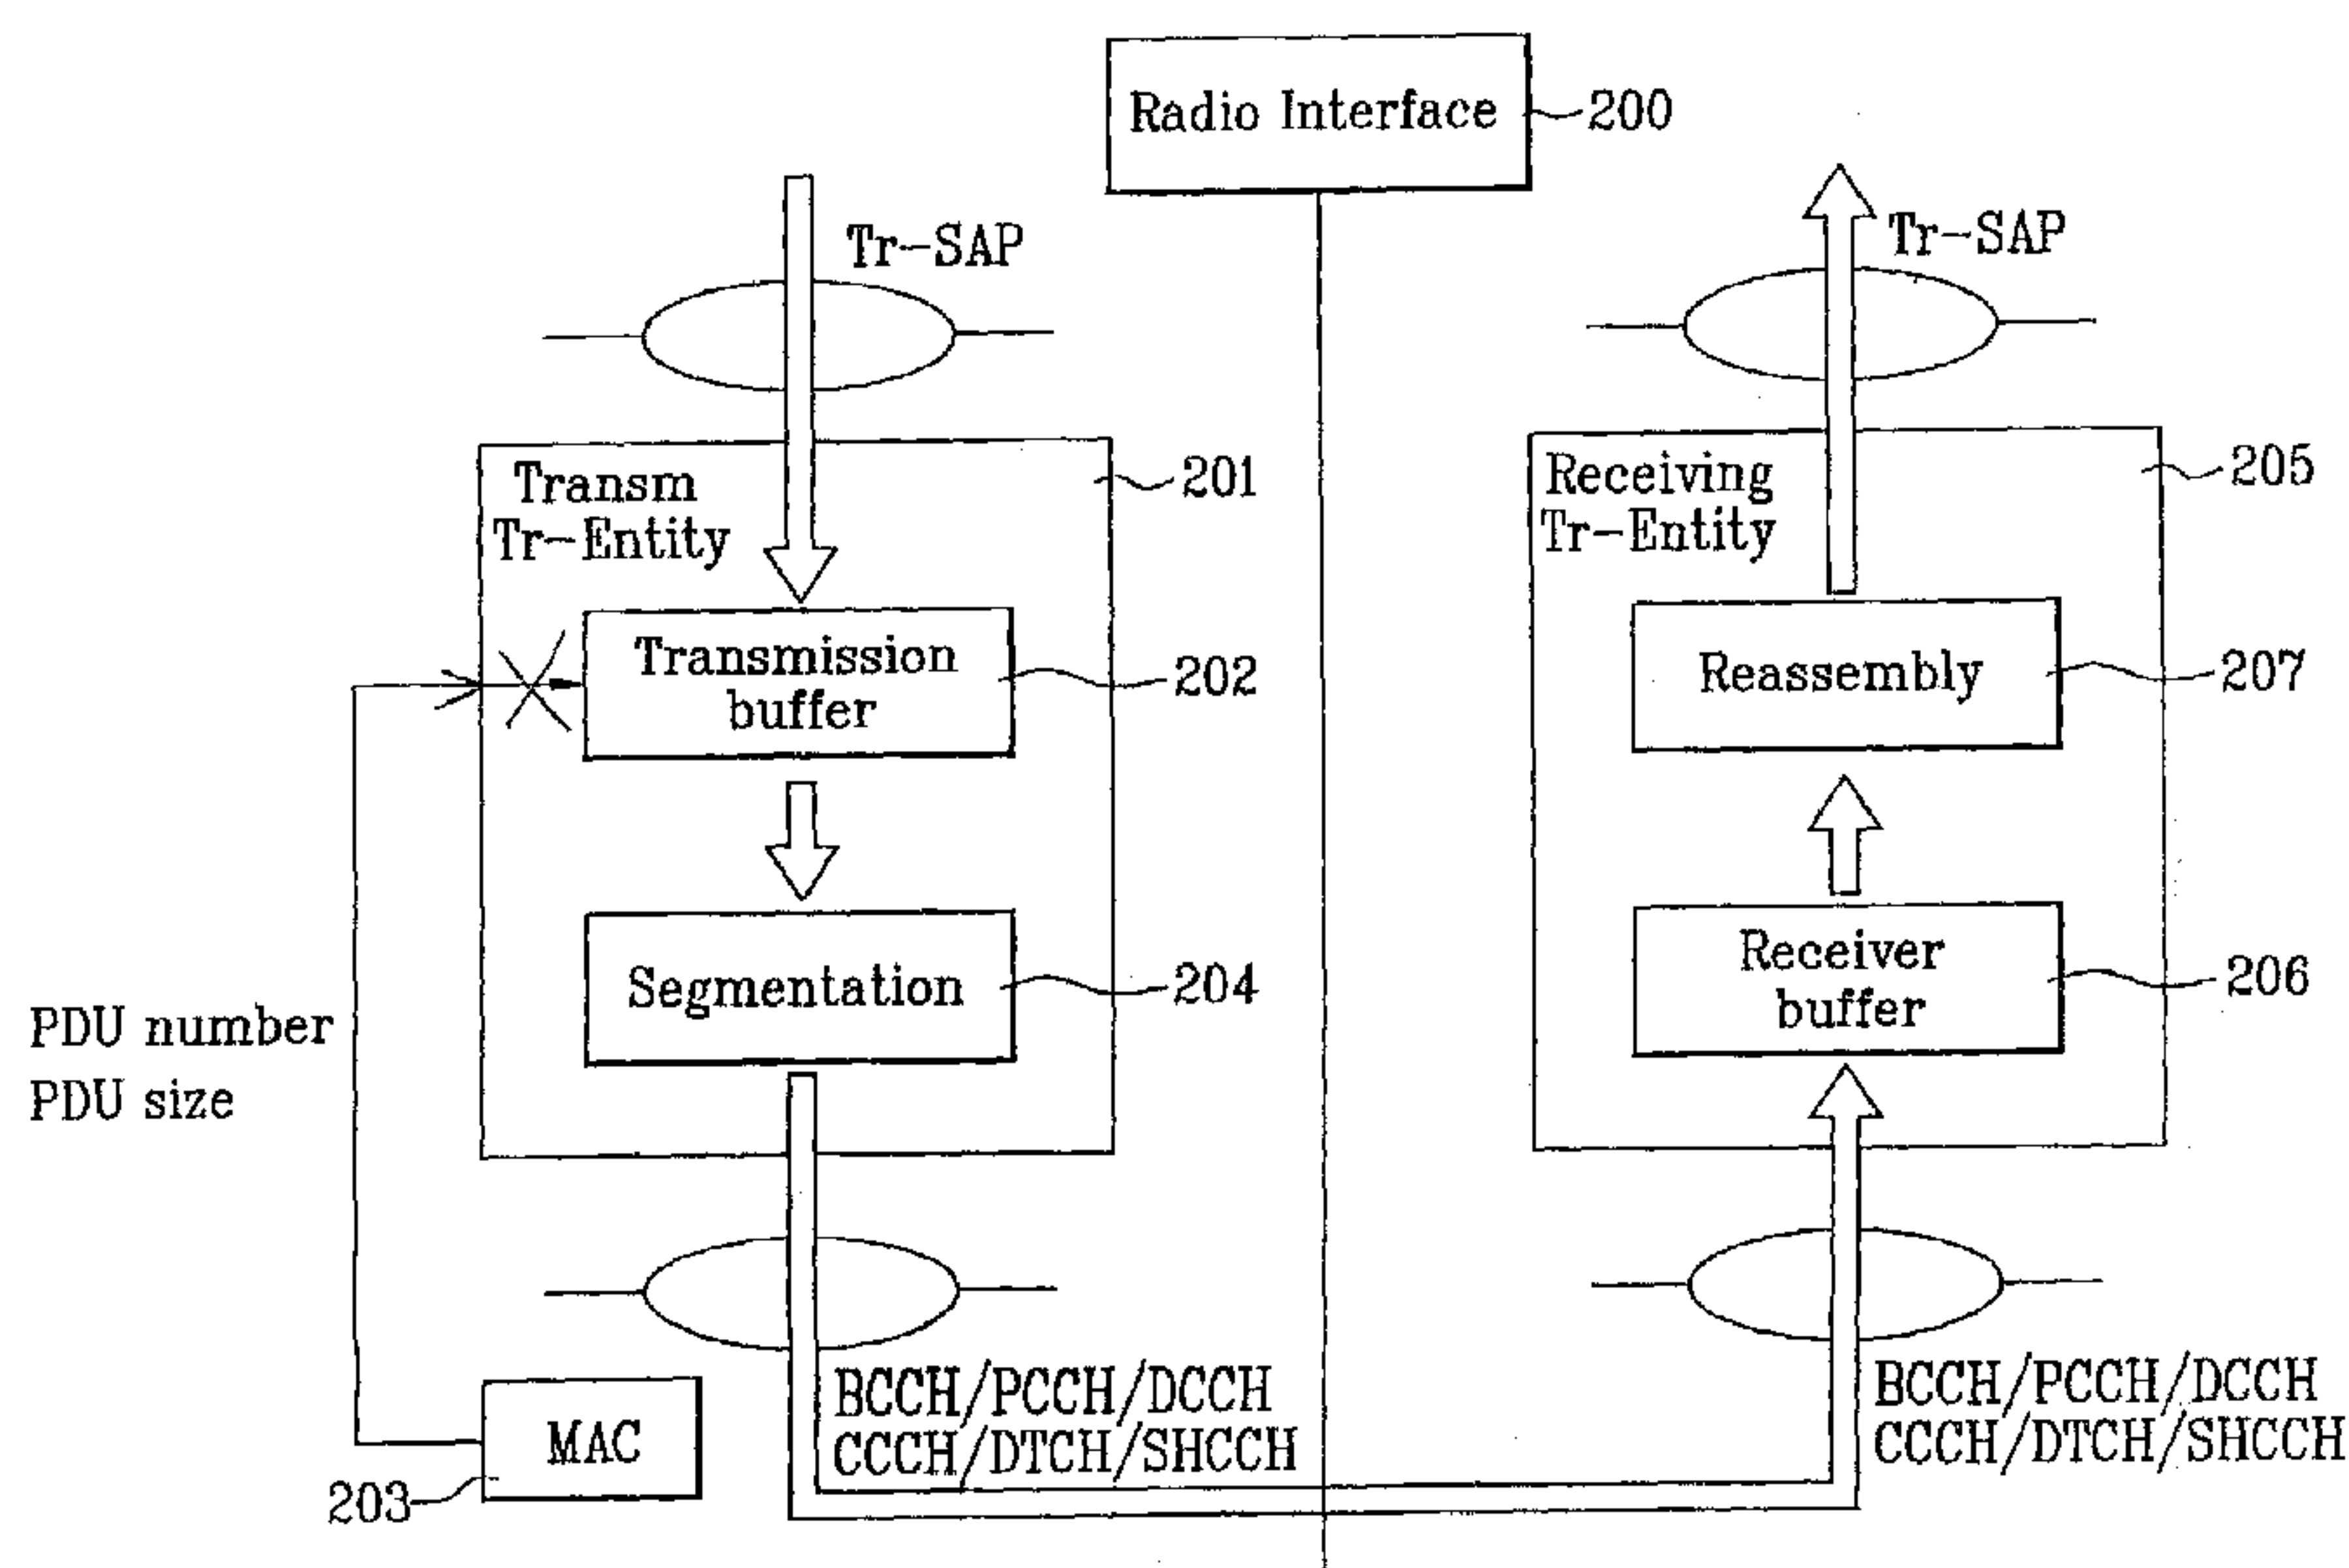 Radio Interface
200
Tr-SAP
Tr-SAP
Transm
Tr-Entity
201
Receiving
Tr-Entity
205
Transmission
buffer
202
Reassembly
207
Segmentation
204
Receiver
buffer
206
PDU number
PDU size
MAC
203
BCCH/PCCH/DCCH
CCCH/DTCH/SHCCH
BCCH/PCCH/DCCH
CCCH/DTCH/SHCCH